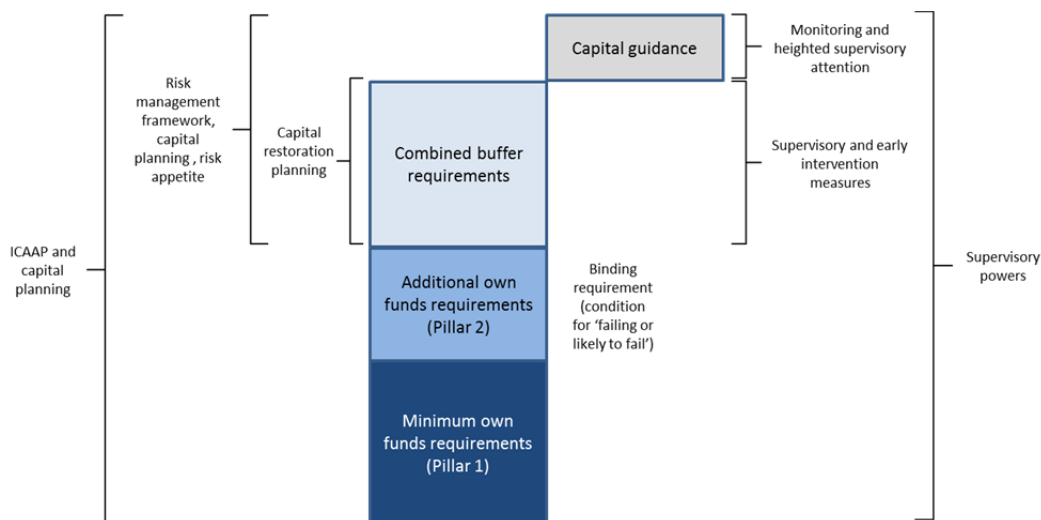 Capital guidance
Monitoring and
heighted supervisory
attention
Risk
management
framework,
capital
planning , risk
appetite
Capital
restoration
planning
Combined buffer
requirements
Supervisory and early
intervention
measures
ICAAP and
capital
planning
Additional own
funds requirements
(Pillar 2)
Binding
requirement
(condition
for ‘failing or
likely to fail’)
Supervisory
powers
Minimum own
funds requirements
(Pillar 1)